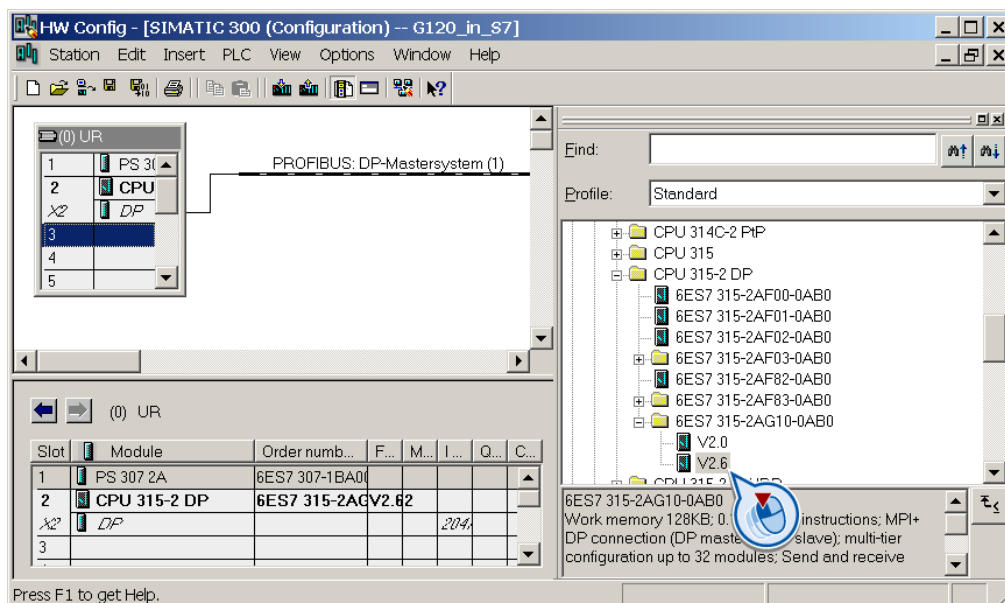 HW Config - [SIMATIC 300 (Configuration) -- G120_in_S7]
Station Edit Insert PLC View Options Window Help
(0) UR
1 PS 30
2 CPU
X2 DP
3
4
5
PROFIBUS: DP-Mastersystem (1)
Find:
Profile: Standard
CPU 314C-2 PtP
CPU 315
CPU 315-2 DP
6ES7 315-2AF00-0AB0
6ES7 315-2AF01-0AB0
6ES7 315-2AF02-0AB0
6ES7 315-2AF03-0AB0
6ES7 315-2AF82-0AB0
6ES7 315-2AF83-0AB0
6ES7 315-2AG10-0AB0
V2.0
V2.6
(0) UR
Slot Module Order numb... F... M... I ... Q... C...
1 PS 307 2A 6ES7 307-1BA00
2 CPU 315-2 DP 6ES7 315-2AG V2.6 2
X2 DP 204
3
6ES7 315-2AG10-0AB0
Work memory 128KB; 0. instructions; MPI+
DP connection (DP master slave); multi-tier
configuration up to 32 modules; Send and receive
Press F1 to get Help.